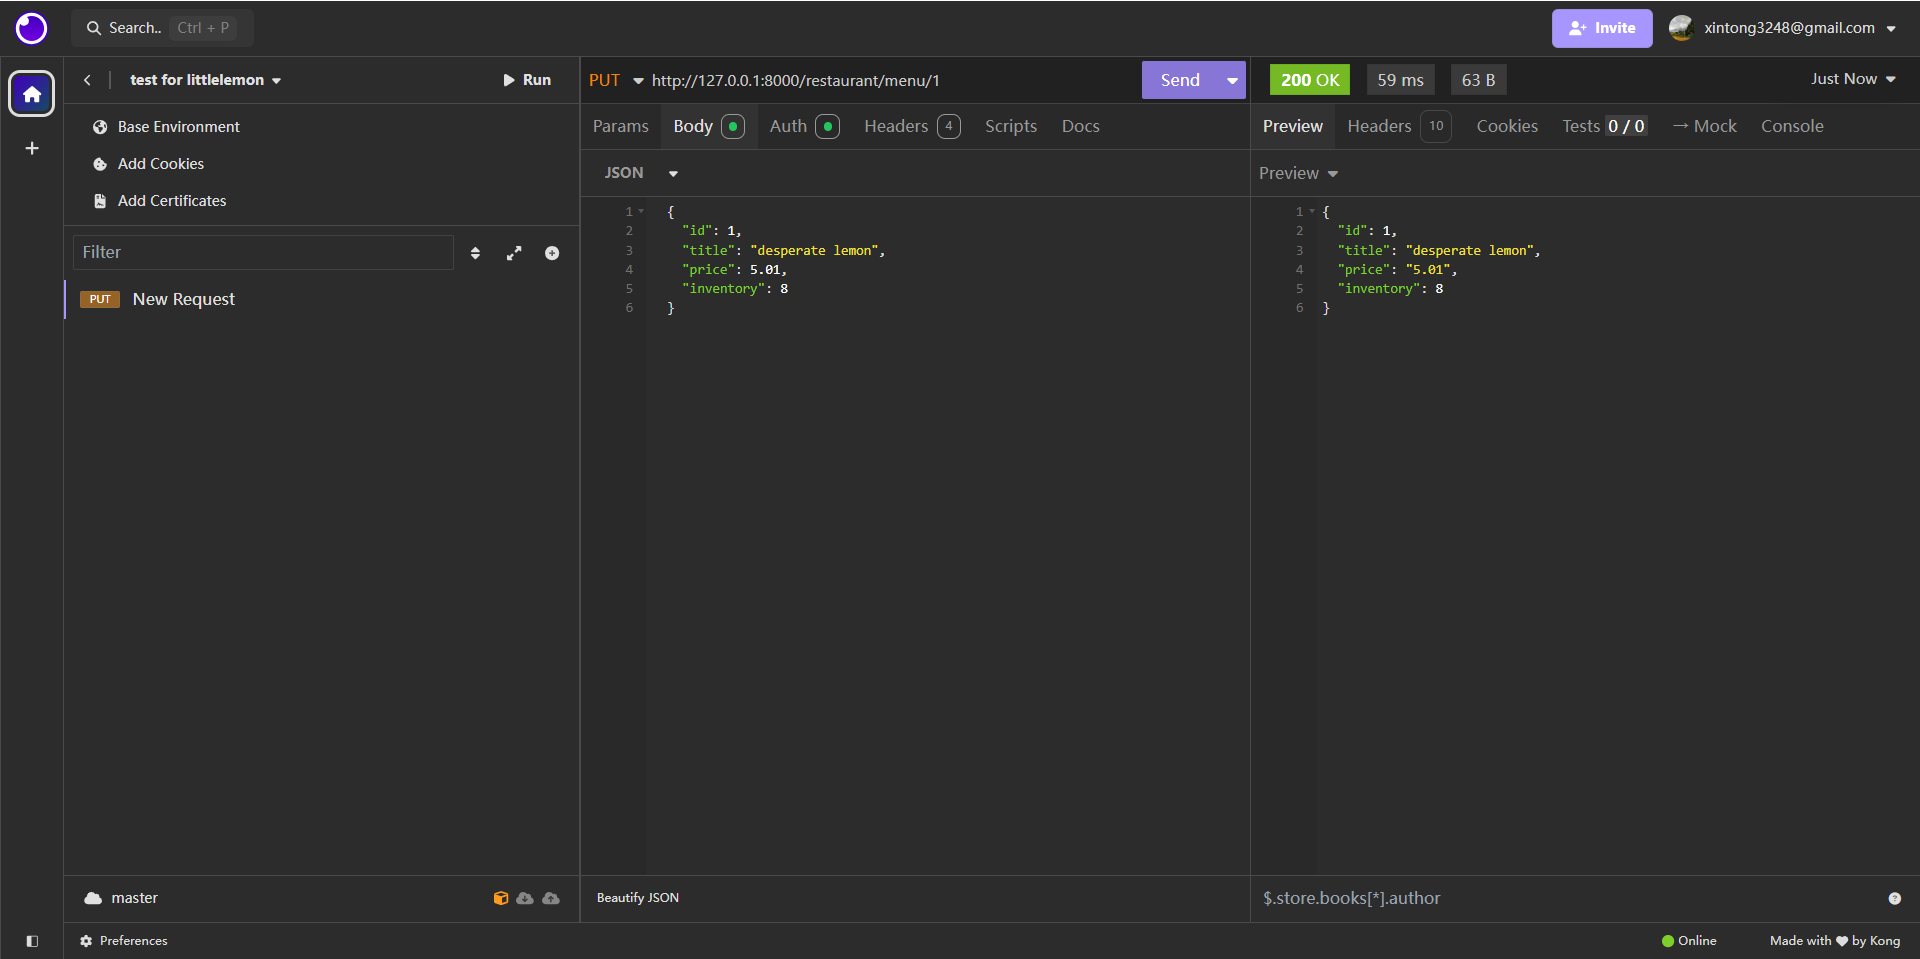 Search.. Ctrl + P
Invite
xintong3248@gmail.com
test for littlelemon
Run
Base Environment
Add Cookies
Add Certificates
Filter
PUT New Request
master
Preferences
PUT http://127.0.0.1:8000/restaurant/menu/1 Send
Params Body Auth Headers 4 Scripts Docs
JSON
1 {
2 "id": 1,
3 "title": "desperate lemon",
4 "price": 5.01,
5 "inventory": 8
6 }
Beautify JSON
200 OK 59 ms 63 B Just Now
Preview Headers 10 Cookies Tests 0 / 0 → Mock Console
Preview
1 {
2 "id": 1,
3 "title": "desperate lemon",
4 "price": "5.01",
5 "inventory": 8
6 }
$.store.books[*].author
Online
Made with ❤ by Kong